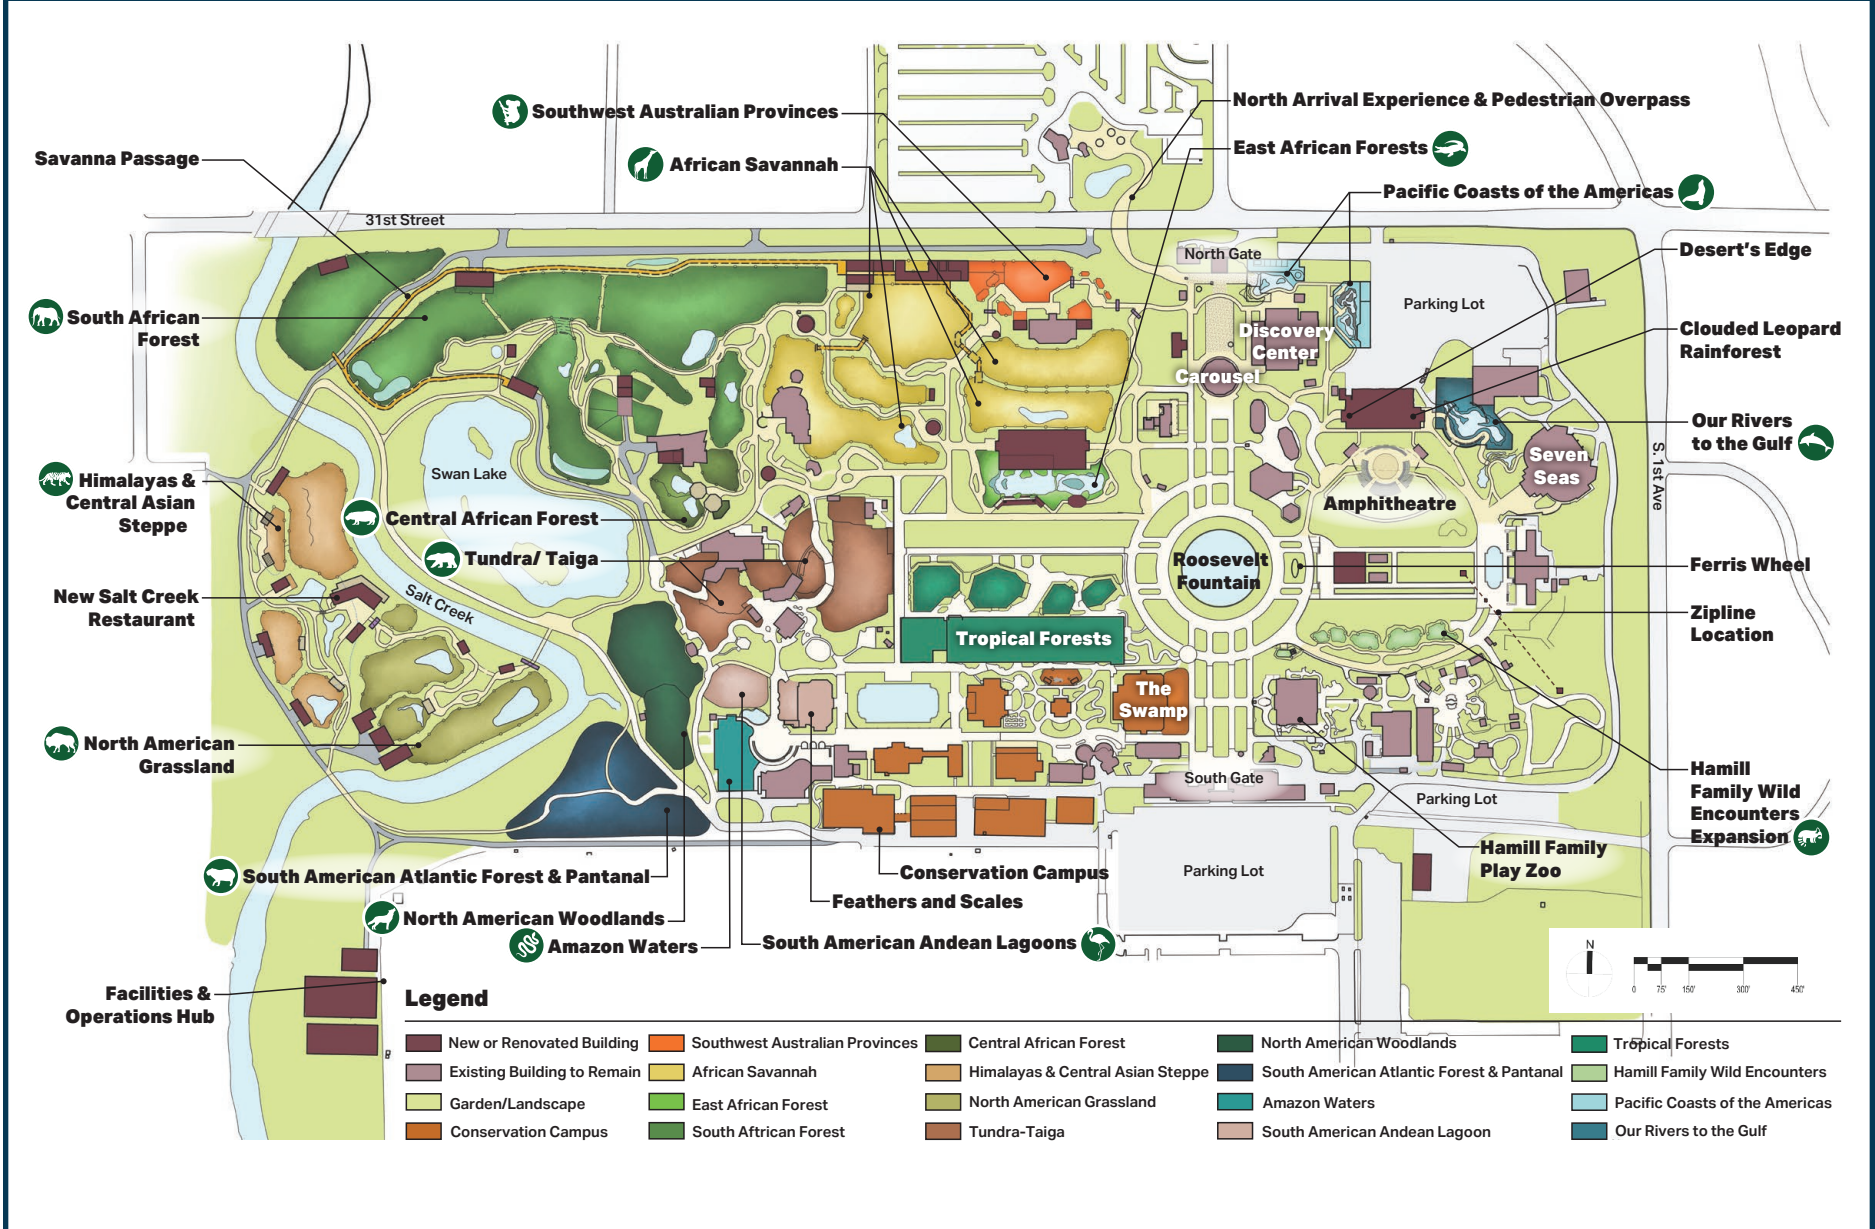 Southwest Australian Provinces
North Arrival Experience & Pedestrian Overpass
Savanna Passage
African Savannah
East African Forests
Pacific Coasts of the Americas
31st Street
North Gate
Desert's Edge
South African
Forest
Parking Lot
Discovery
Center
Clouded Leopard
Rainforest
Carousel
Our Rivers
to the Gulf
Swan Lake
Seven
Seas
S. 1st Ave
Himalayas &
Central Asian
Steppe
Amphitheatre
Central African Forest
Tundra/ Taiga
Roosevelt
Fountain
Ferris Wheel
New Salt Creek
Restaurant
Salt Creek
Zipline
Location
Tropical Forests
The
Swamp
North American
Grassland
South Gate
Hamill
Family Wild
Encounters
Expansion
Parking Lot
Hamill Family
Play Zoo
South American Atlantic Forest & Pantanal
Conservation Campus
Parking Lot
Feathers and Scales
North American Woodlands
Amazon Waters
South American Andean Lagoons
Facilities &
Operations Hub
N
0 75' 150' 300' 450'
Legend
New or Renovated Building
Existing Building to Remain
Garden/Landscape
Conservation Campus
Southwest Australian Provinces
African Savannah
East African Forest
South African Forest
Central African Forest
Himalayas & Central Asian Steppe
North American Grassland
Tundra-Taiga
North American Woodlands
South American Atlantic Forest & Pantanal
Amazon Waters
South American Andean Lagoon
Tropical Forests
Hamill Family Wild Encounters
Pacific Coasts of the Americas
Our Rivers to the Gulf